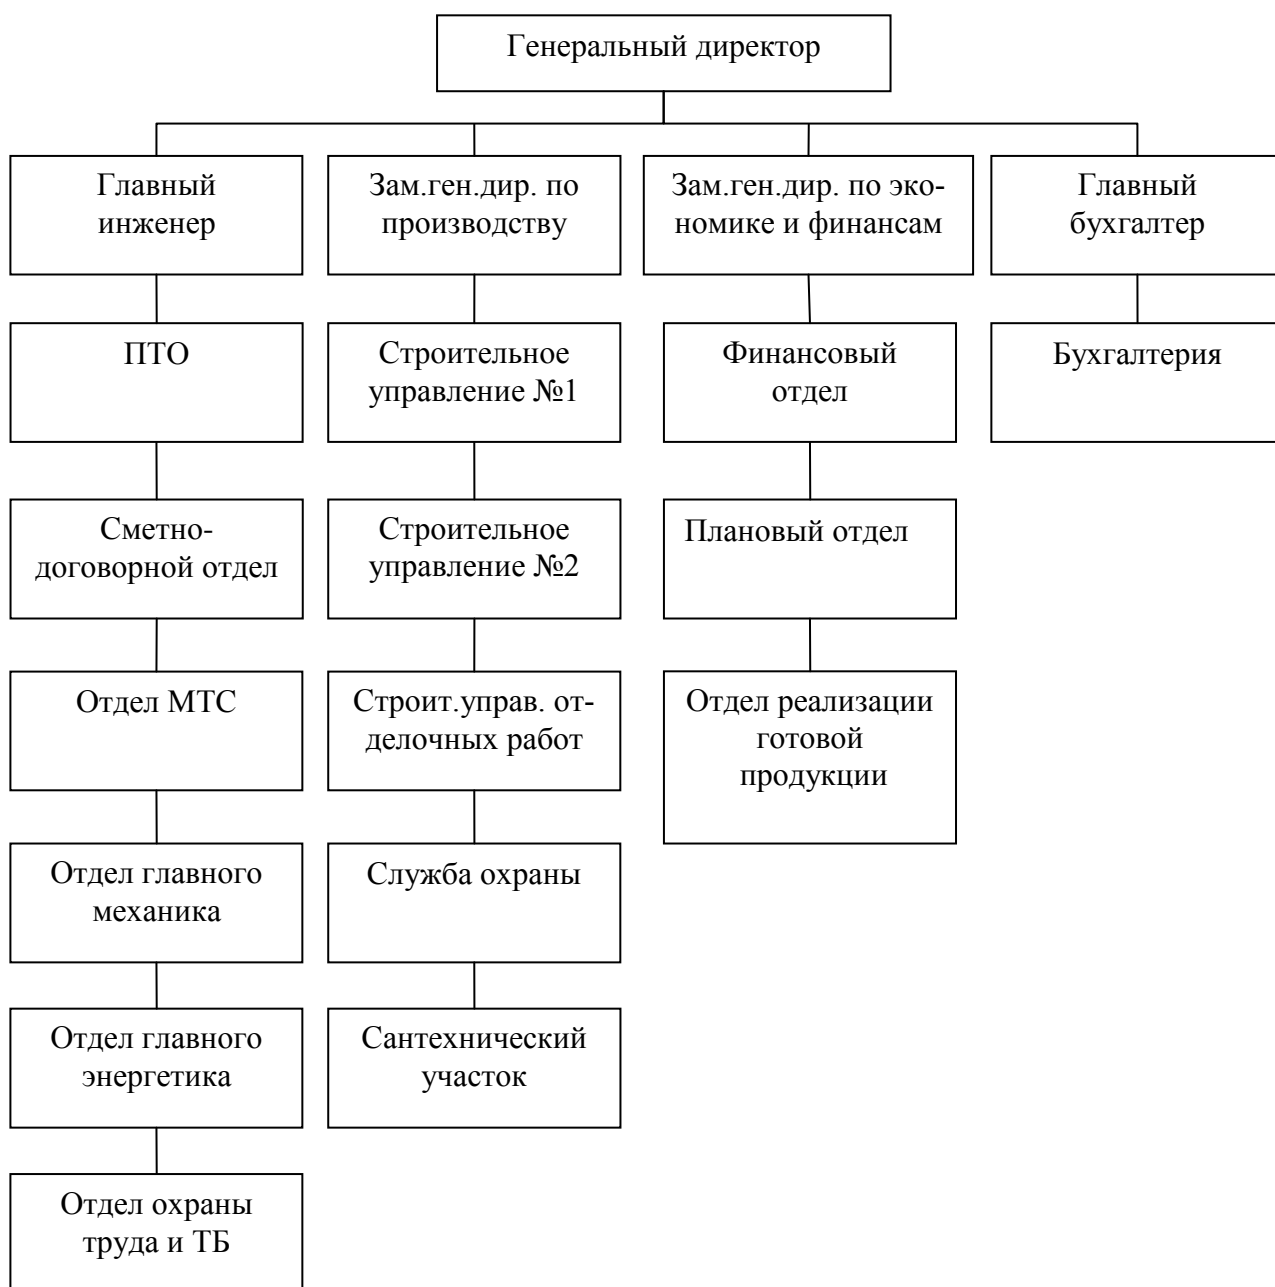 Генеральный директор
Главный
инженер
Зам.ген.дир. по
производству
Зам.ген.дир. по эко-
номике и финансам
Главный
бухгалтер
ПТО
Строительное
управление №1
Финансовый
отдел
Бухгалтерия
Сметно-
договорной отдел
Строительное
управление №2
Плановый отдел
Отдел МТС
Строит.управ. от-
делочных работ
Отдел реализации
готовой
продукции
Отдел главного
механика
Служба охраны
Отдел главного
энергетика
Сантехнический
участок
Отдел охраны
труда и ТБ